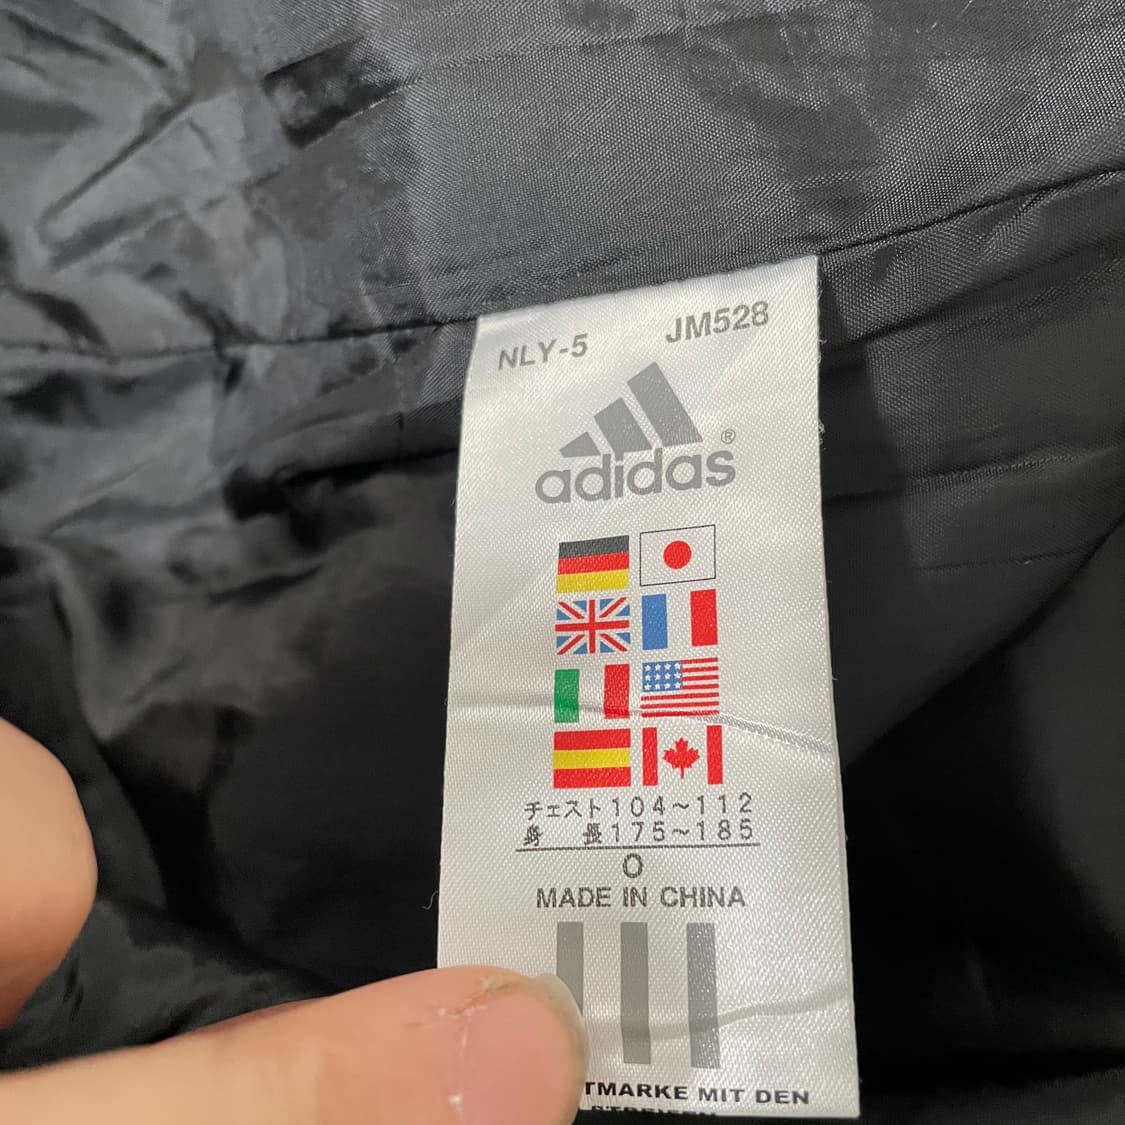 NLY-5 JM528
adidas®
チェスト104～112
身 長175～185
O
MADE IN CHINA
MIT DEN